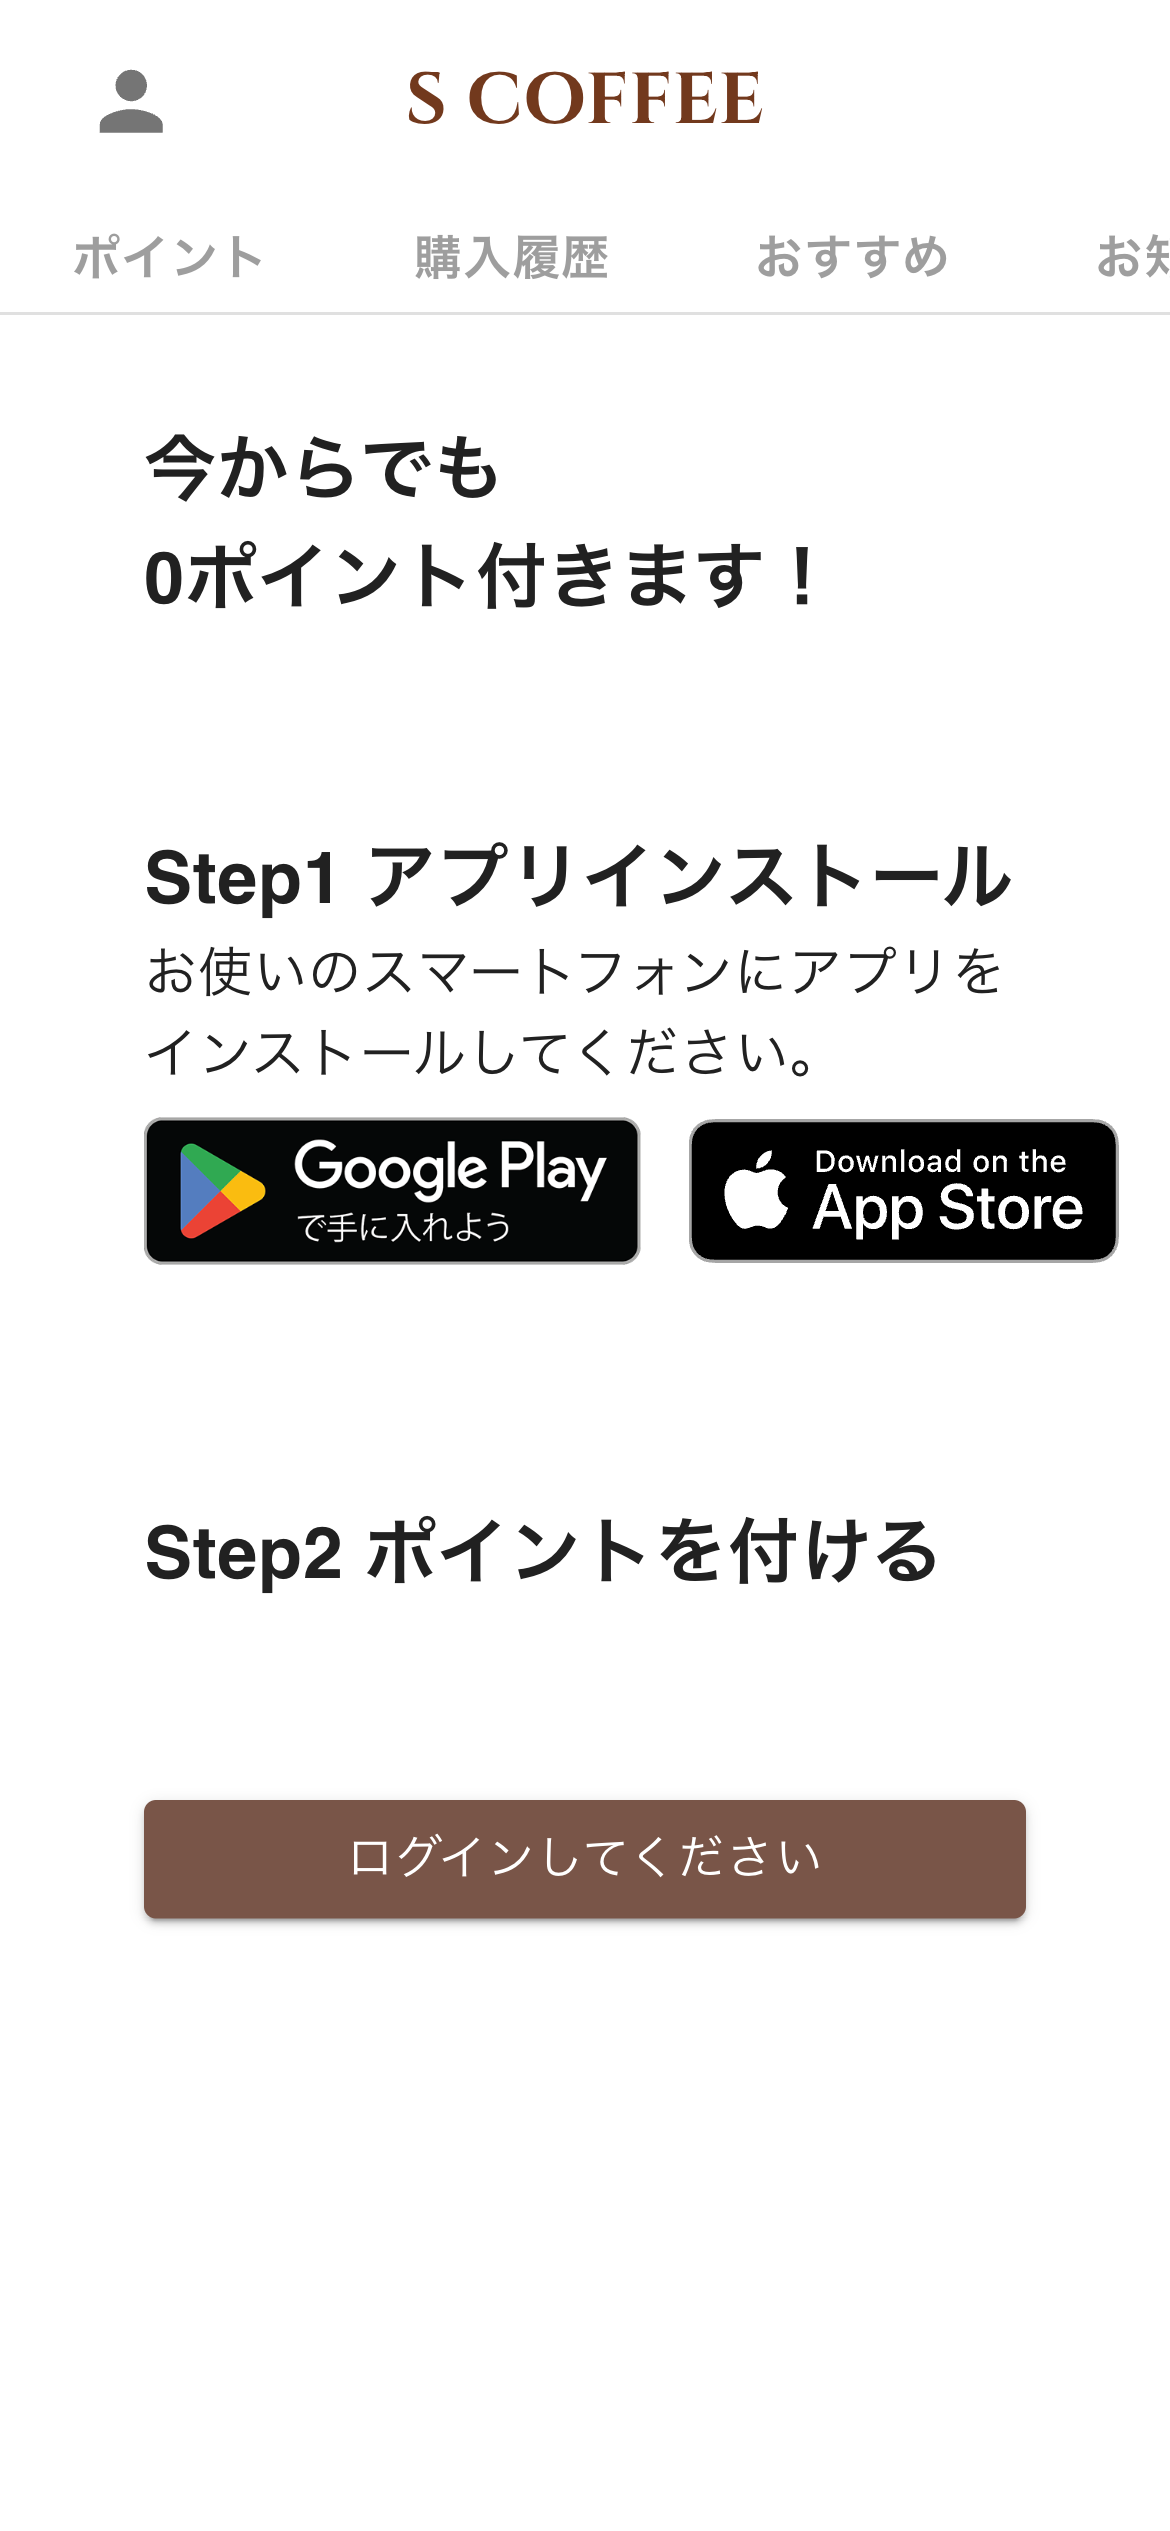 S COFFEE
ポイント 購入履歴 おすすめ お知
今からでも
0ポイント付きます！
Step1 アプリインストール
お使いのスマートフォンにアプリを
インストールしてください。
Google Play
で手に入れよう
Download on the
App Store
Step2 ポイントを付ける
ログインしてください